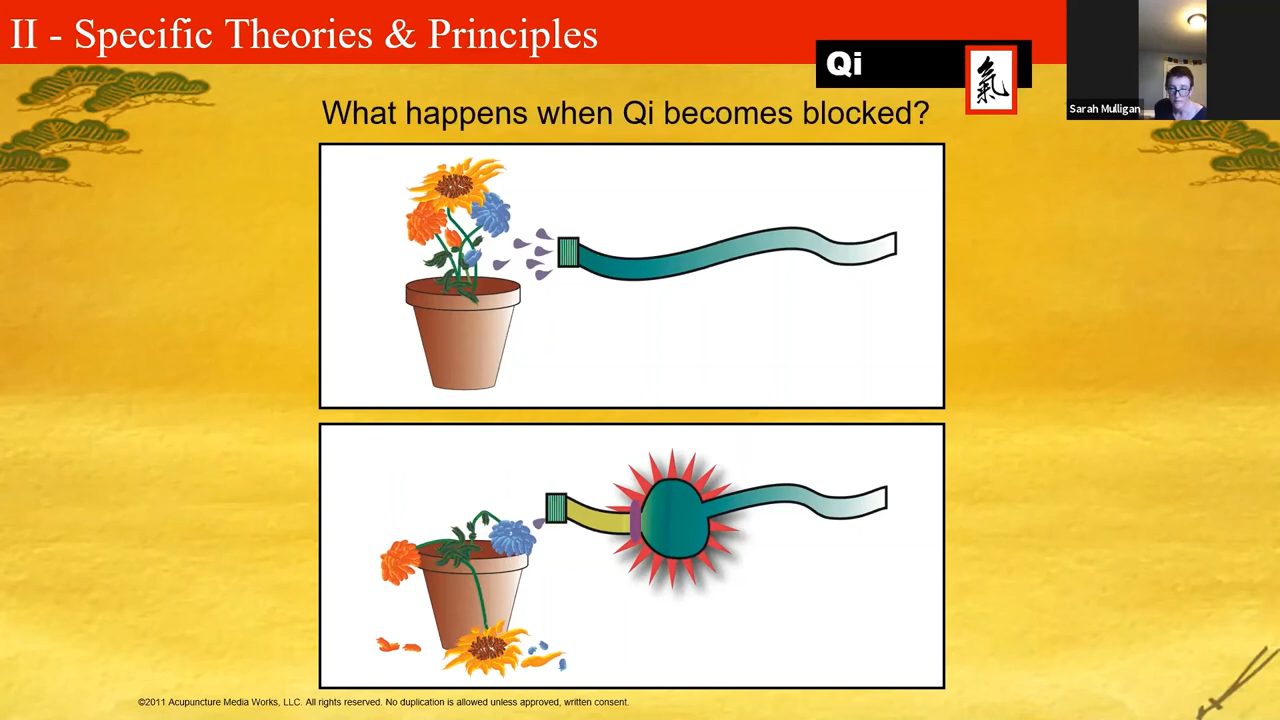 II - Specific Theories & Principles
Qi
氣
Sarah Mulligan
What happens when Qi becomes blocked?
©2011 Acupuncture Media Works, LLC. All rights reserved. No duplication is allowed unless approved, written consent.